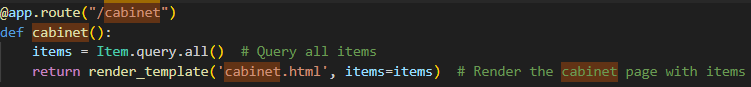 @app.route("/cabinet")
def cabinet():
    items = Item.query.all()  # Query all items
    return render_template('cabinet.html', items=items)  # Render the cabinet page with items